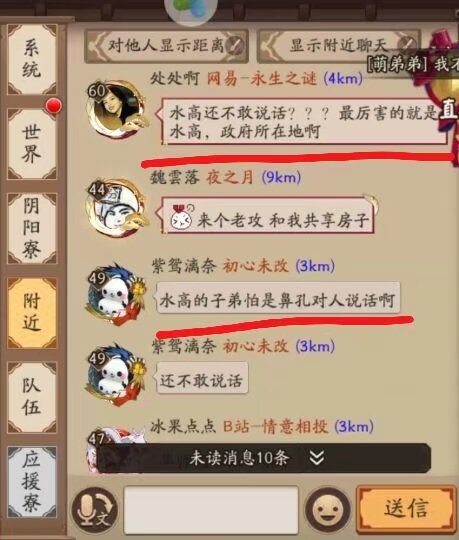 对他人显示距离
显示附近聊天
[萌弟弟] 我不
直
系统
世界
阴阳寮
附近
队伍
应援寮
60
处处啊 网易-永生之谜 (4km)
水高还不敢说话？？？最厉害的就是
水高，政府所在地啊
44
魏雲落 夜之月 (9km)
来个老攻 和我共享房子
49
紫鸳漓奈 初心未改 (3km)
水高的子弟怕是鼻孔对人说话啊
49
紫鸳漓奈 初心未改 (3km)
还不敢说话
47
冰果点点 B站-情意相投 (3km)
未读消息10条
文
送信